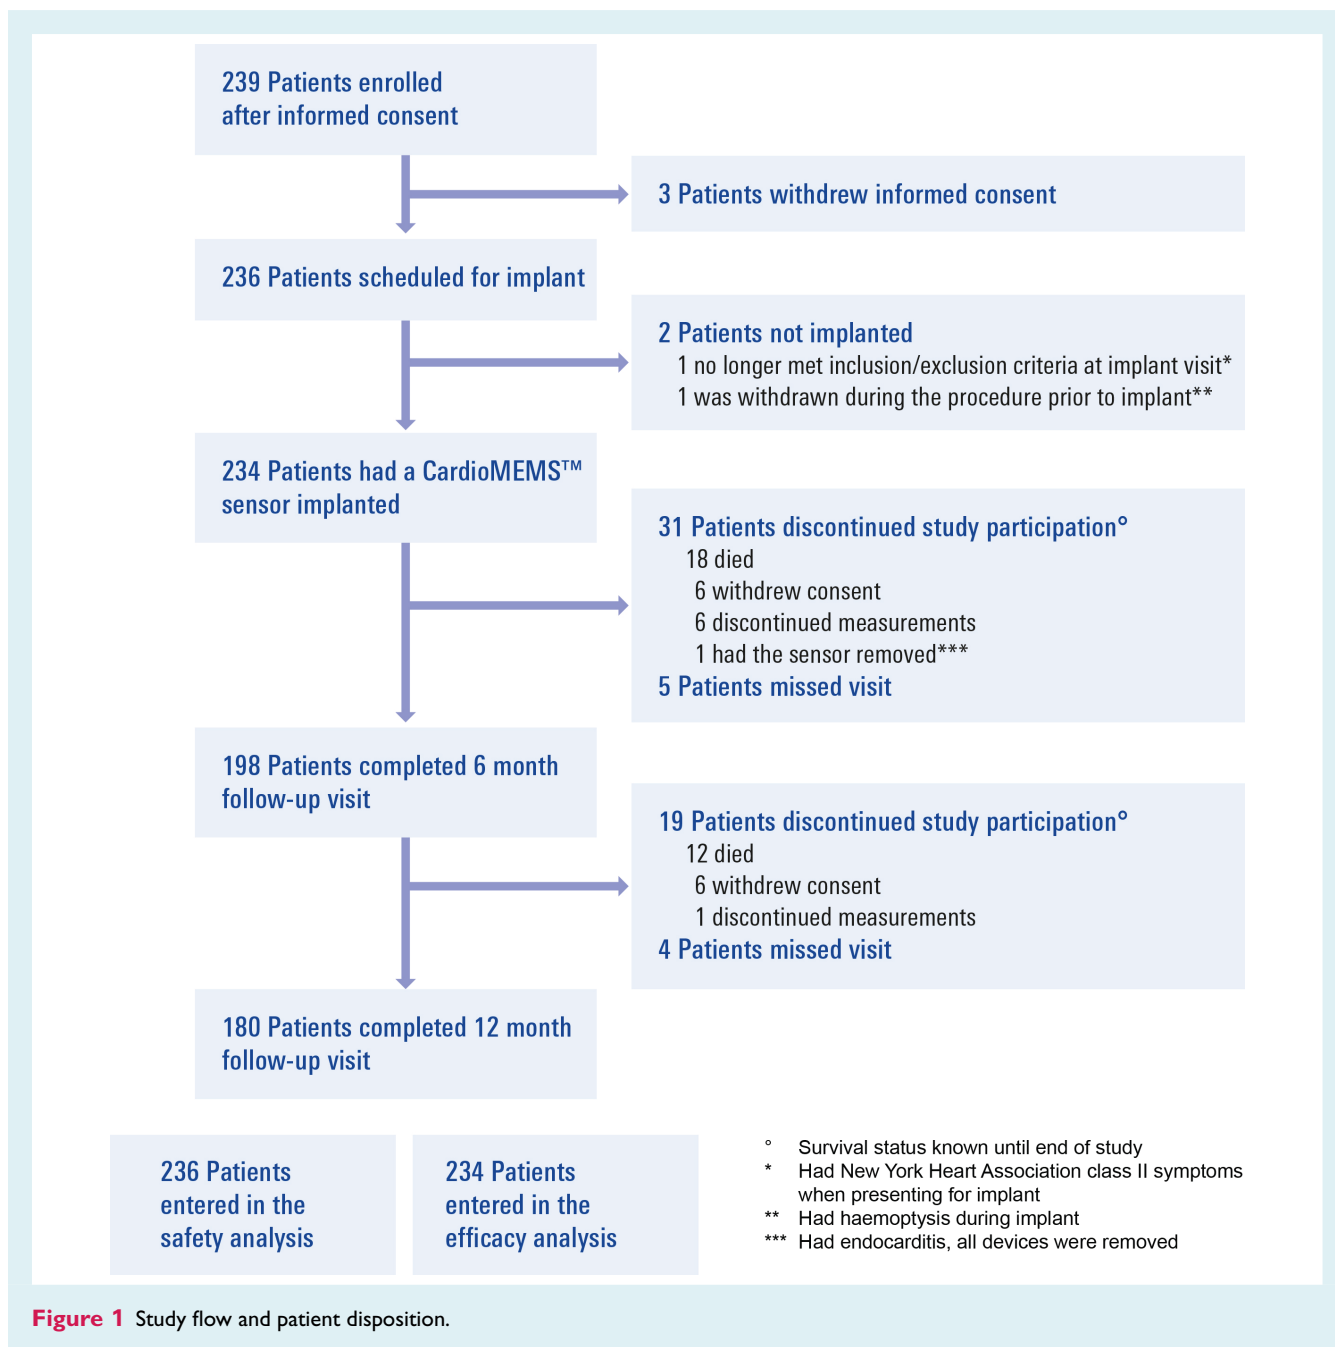 239 Patients enrolled
after informed consent
3 Patients withdrew informed consent
236 Patients scheduled for implant
2 Patients not implanted
1 no longer met inclusion/exclusion criteria at implant visit*
1 was withdrawn during the procedure prior to implant**
234 Patients had a CardioMEMS™
sensor implanted
31 Patients discontinued study participation°
18 died
6 withdrew consent
6 discontinued measurements
1 had the sensor removed***
5 Patients missed visit
198 Patients completed 6 month
follow-up visit
19 Patients discontinued study participation°
12 died
6 withdrew consent
1 discontinued measurements
4 Patients missed visit
180 Patients completed 12 month
follow-up visit
236 Patients
entered in the
safety analysis
234 Patients
entered in the
efficacy analysis
° Survival status known until end of study
* Had New York Heart Association class II symptoms
when presenting for implant
** Had haemoptysis during implant
*** Had endocarditis, all devices were removed
Figure 1 Study flow and patient disposition.